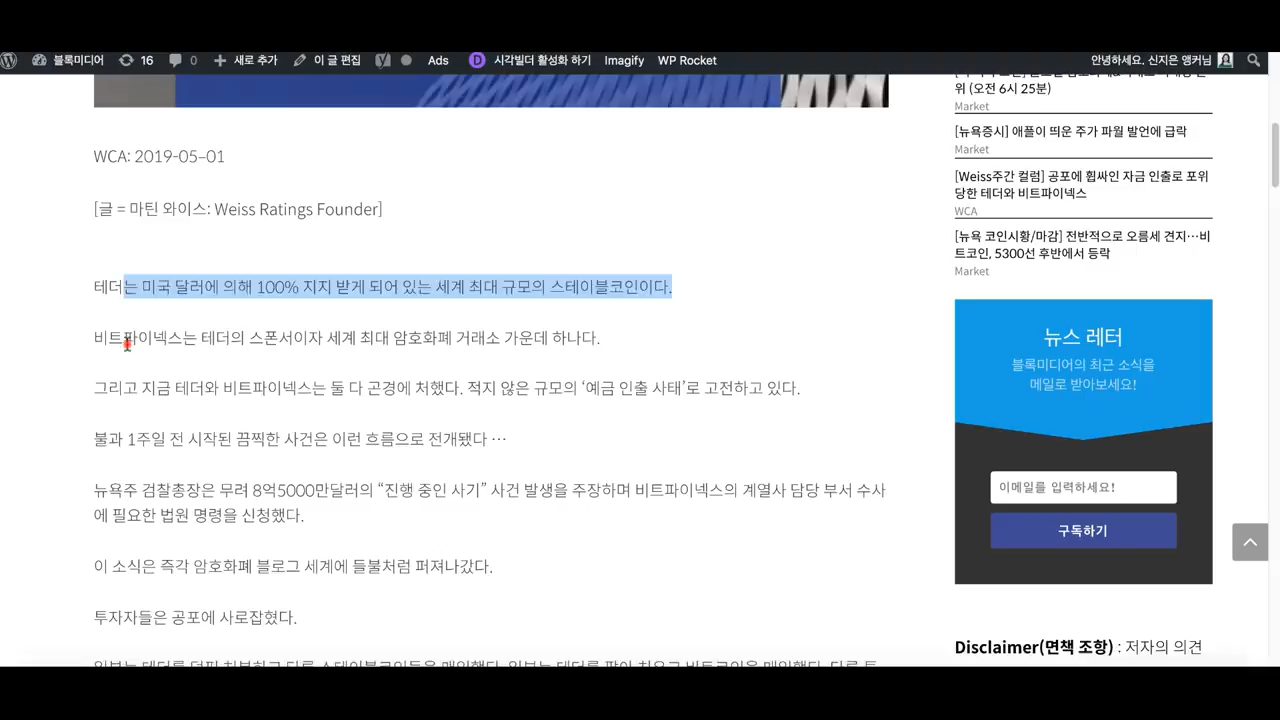 블록미디어 16 0 새로 추가 이 글 편집 Ads D 시각빌더 활성화 하기 Imagify WP Rocket 안녕하세요. 신지은 앵커님
WCA: 2019-05–01
[글 = 마틴 와이스: Weiss Ratings Founder]
테더는 미국 달러에 의해 100% 지지 받게 되어 있는 세계 최대 규모의 스테이블코인이다.
비트파이넥스는 테더의 스폰서이자 세계 최대 암호화폐 거래소 가운데 하나다.
그리고 지금 테더와 비트파이넥스는 둘 다 곤경에 처했다. 적지 않은 규모의 ‘예금 인출 사태’로 고전하고 있다.
불과 1주일 전 시작된 끔찍한 사건은 이런 흐름으로 전개됐다 …
뉴욕주 검찰총장은 무려 8억5000만달러의 “진행 중인 사기” 사건 발생을 주장하며 비트파이넥스의 계열사 담당 부서 수사
에 필요한 법원 명령을 신청했다.
이 소식은 즉각 암호화폐 블로그 세계에 들불처럼 퍼져나갔다.
투자자들은 공포에 사로잡혔다.
위 (오전 6시 25분)
Market
[뉴욕증시] 애플이 띄운 주가 파월 발언에 급락
Market
[Weiss주간 컬럼] 공포에 휩싸인 자금 인출로 포위
당한 테더와 비트파이넥스
WCA
[뉴욕 코인시황/마감] 전반적으로 오름세 견지…비
트코인, 5300선 후반에서 등락
Market
뉴스 레터
블록미디어의 최근 소식을
메일로 받아보세요!
이메일를 입력하세요!
구독하기
Disclaimer(면책 조항) : 저자의 의견